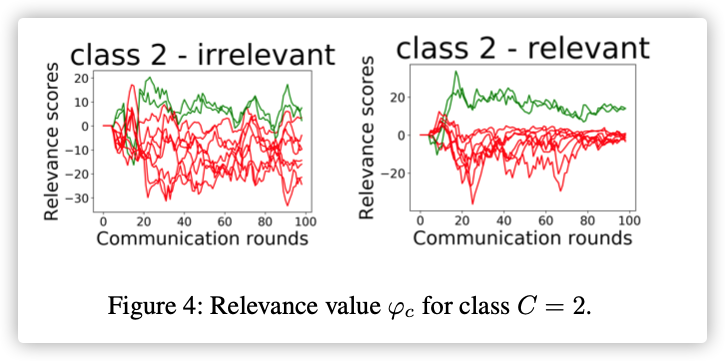 class 2 - irrelevant
Relevance scores
20
10
0
−10
−20
−30
0 20 40 60 80 100
Communication rounds
class 2 - relevant
Relevance scores
20
0
−20
0 20 40 60 80 100
Communication rounds
Figure 4: Relevance value φc for class C = 2.